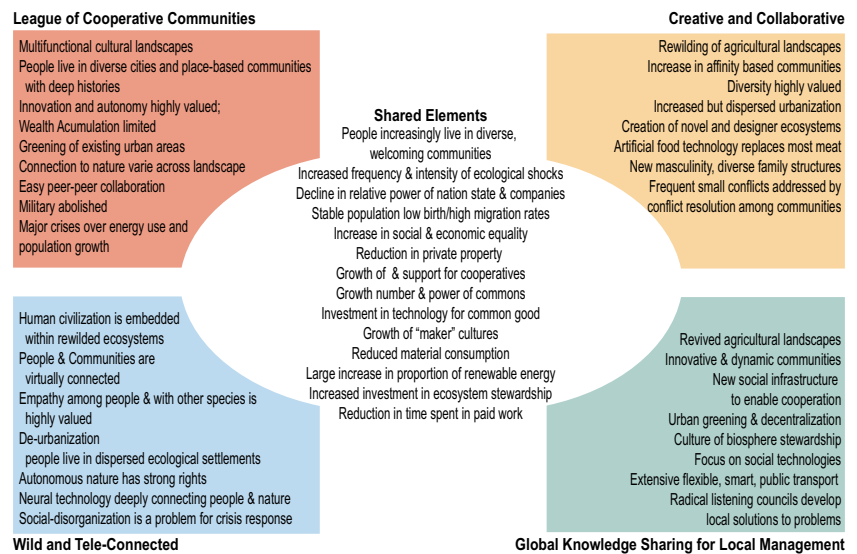 League of Cooperative Communities
Multifunctional cultural landscapes
People live in diverse cities and place-based communities
with deep histories
Innovation and autonomy highly valued;
Wealth Acumulation limited
Greening of existing urban areas
Connection to nature varie across landscape
Easy peer-peer collaboration
Military abolished
Major crises over energy use and
population growth
Creative and Collaborative
Rewilding of agricultural landscapes
Increase in affinity based communities
Diversity highly valued
Increased but dispersed urbanization
Creation of novel and designer ecosystems
Artificial food technology replaces most meat
New masculinity, diverse family structures
Frequent small conflicts addressed by
conflict resolution among communities
Shared Elements
People increasingly live in diverse,
welcoming communities
Increased frequency & intensity of ecological shocks
Decline in relative power of nation state & companies
Stable population low birth/high migration rates
Increase in social & economic equality
Reduction in private property
Growth of & support for cooperatives
Growth number & power of commons
Investment in technology for common good
Growth of “maker” cultures
Reduced material consumption
Large increase in proportion of renewable energy
Increased investment in ecosystem stewardship
Reduction in time spent in paid work
Human civilization is embedded
within rewilded ecosystems
People & Communities are
virtually connected
Empathy among people & with other species is
highly valued
De-urbanization
people live in dispersed ecological settlements
Autonomous nature has strong rights
Neural technology deeply connecting people & nature
Social-disorganization is a problem for crisis response
Wild and Tele-Connected
Revived agricultural landscapes
Innovative & dynamic communities
New social infrastructure
to enable cooperation
Urban greening & decentralization
Culture of biosphere stewardship
Focus on social technologies
Extensive flexible, smart, public transport
Radical listening councils develop
local solutions to problems
Global Knowledge Sharing for Local Management